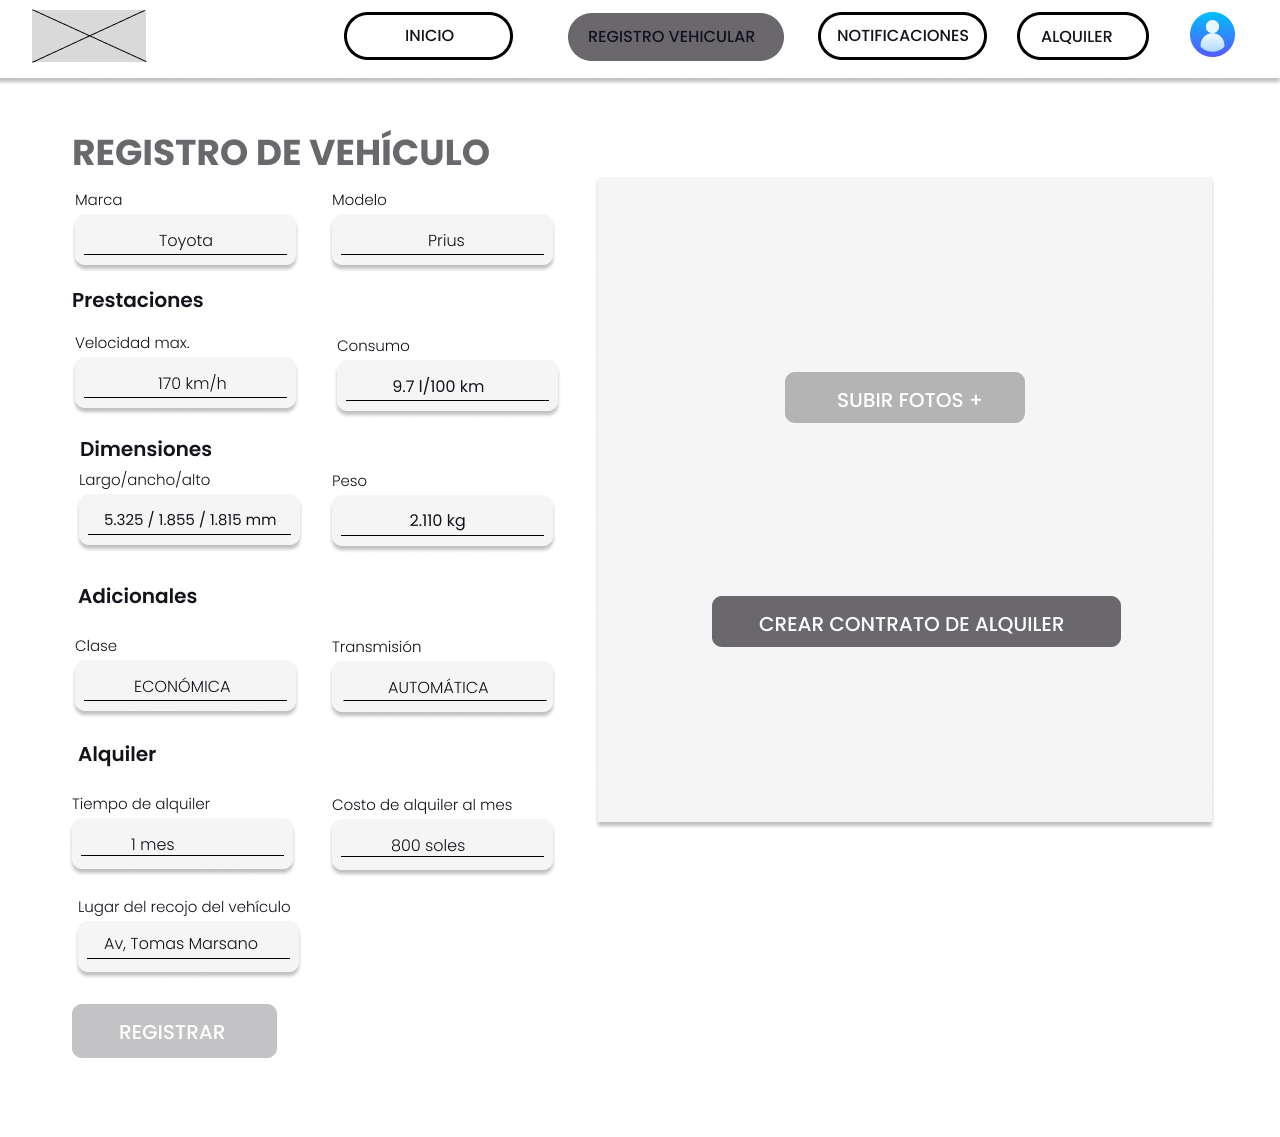 INICIO
REGISTRO VEHICULAR
NOTIFICACIONES
ALQUILER
REGISTRO DE VEHÍCULO
Marca
Modelo
Toyota
Prius
Prestaciones
Velocidad max.
Consumo
170 km/h
9.7 l/100 km
SUBIR FOTOS +
Dimensiones
Largo/ancho/alto
Peso
5.325 / 1.855 / 1.815 mm
2.110 kg
Adicionales
CREAR CONTRATO DE ALQUILER
Clase
Transmisión
ECONÓMICA
AUTOMÁTICA
Alquiler
Tiempo de alquiler
Costo de alquiler al mes
1 mes
800 soles
Lugar del recojo del vehículo
Av, Tomas Marsano
REGISTRAR